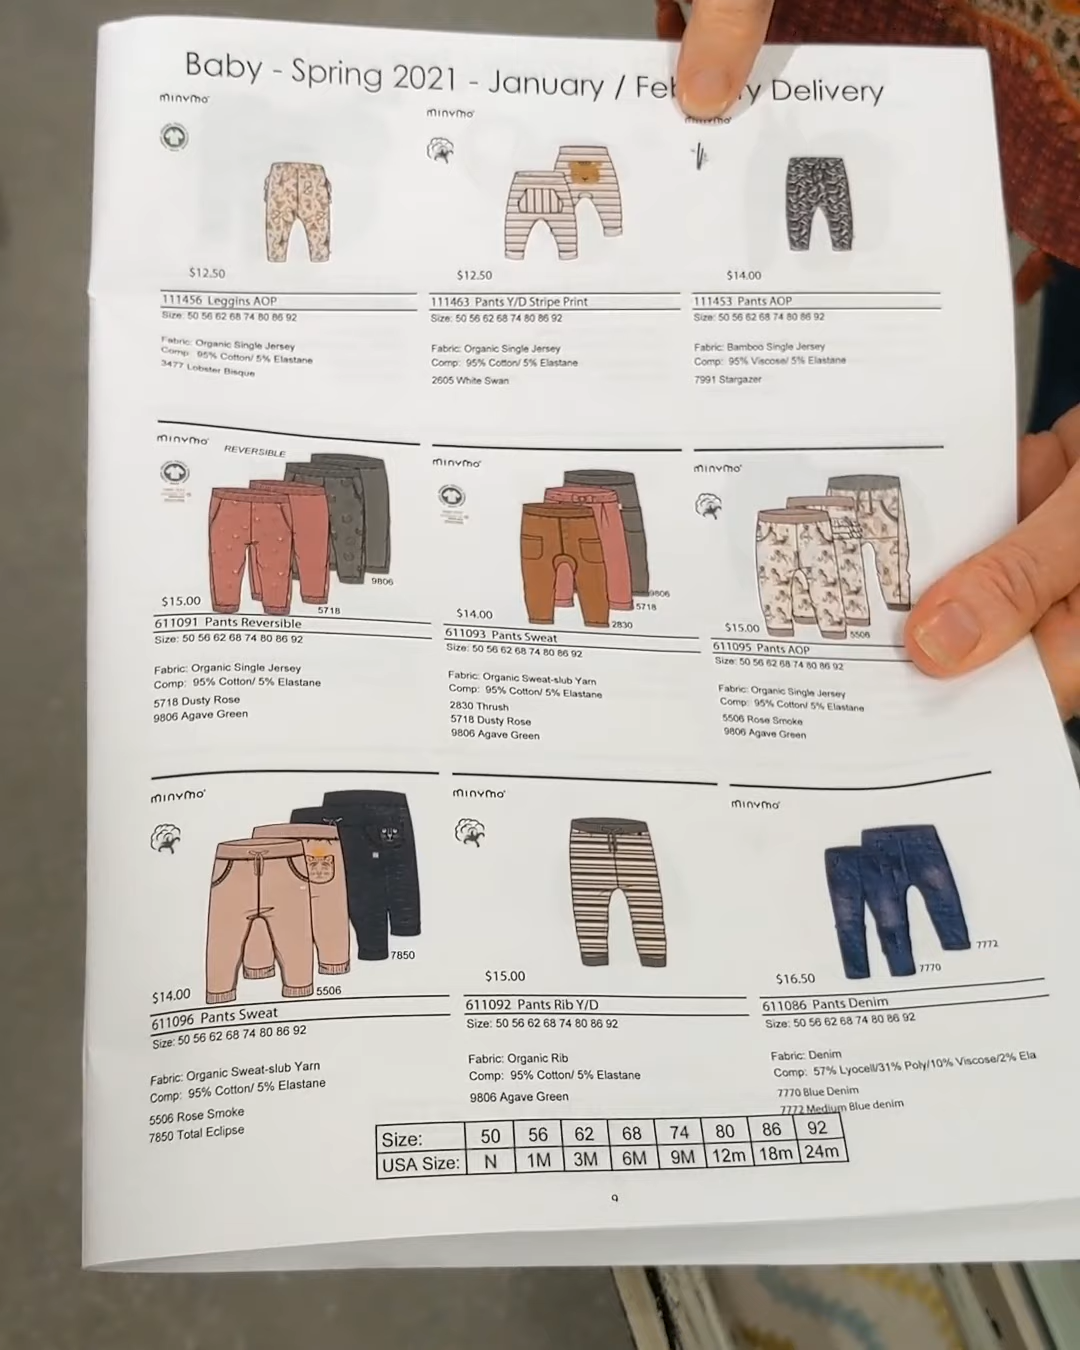 Baby - Spring 2021 - January / Feb y Delivery
minymo
$12.50
111456 Leggins AOP
Size: 50 56 62 68 74 80 86 92
Fabric: Organic Single Jersey
Comp: 95% Cotton/ 5% Elastane
3477 Lobster Bisque
minymo
$12.50
111463 Pants Y/D Stripe Print
Size: 50 56 62 68 74 80 86 92
Fabric: Organic Single Jersey
Comp: 95% Cotton/ 5% Elastane
2605 White Swan
minymo
$14.00
111453 Pants AOP
Size: 50 56 62 68 74 80 86 92
Fabric: Bamboo Single Jersey
Comp: 95% Viscose/ 5% Elastane
7991 Stargazer
minymo
REVERSIBLE
9806
5718
$15.00
611091 Pants Reversible
Size: 50 56 62 68 74 80 86 92
Fabric: Organic Single Jersey
Comp: 95% Cotton/ 5% Elastane
5718 Dusty Rose
9806 Agave Green
minymo
9806
5718
2830
$14.00
611093 Pants Sweat
Size: 50 56 62 68 74 80 86 92
Fabric: Organic Sweat-slub Yarn
Comp: 95% Cotton/ 5% Elastane
2830 Thrush
5718 Dusty Rose
9806 Agave Green
minymo
$15.00
5506
611095 Pants AOP
Size: 50 56 62 68 74 80 86 92
Fabric: Organic Single Jersey
Comp: 95% Cotton/ 5% Elastane
5506 Rose Smoke
9806 Agave Green
minymo
7850
5506
$14.00
611096 Pants Sweat
Size: 50 56 62 68 74 80 86 92
Fabric: Organic Sweat-slub Yarn
Comp: 95% Cotton/ 5% Elastane
5506 Rose Smoke
7850 Total Eclipse
minymo
$15.00
611092 Pants Rib Y/D
Size: 50 56 62 68 74 80 86 92
Fabric: Organic Rib
Comp: 95% Cotton/ 5% Elastane
9806 Agave Green
minymo
7772
7770
$16.50
611086 Pants Denim
Size: 50 56 62 68 74 80 86 92
Fabric: Denim
Comp: 57% Lyocell/31% Poly/10% Viscose/2% Ela
7770 Blue Denim
7772 Medium Blue denim
Size: 50 56 62 68 74 80 86 92
USA Size: N 1M 3M 6M 9M 12m 18m 24m
9